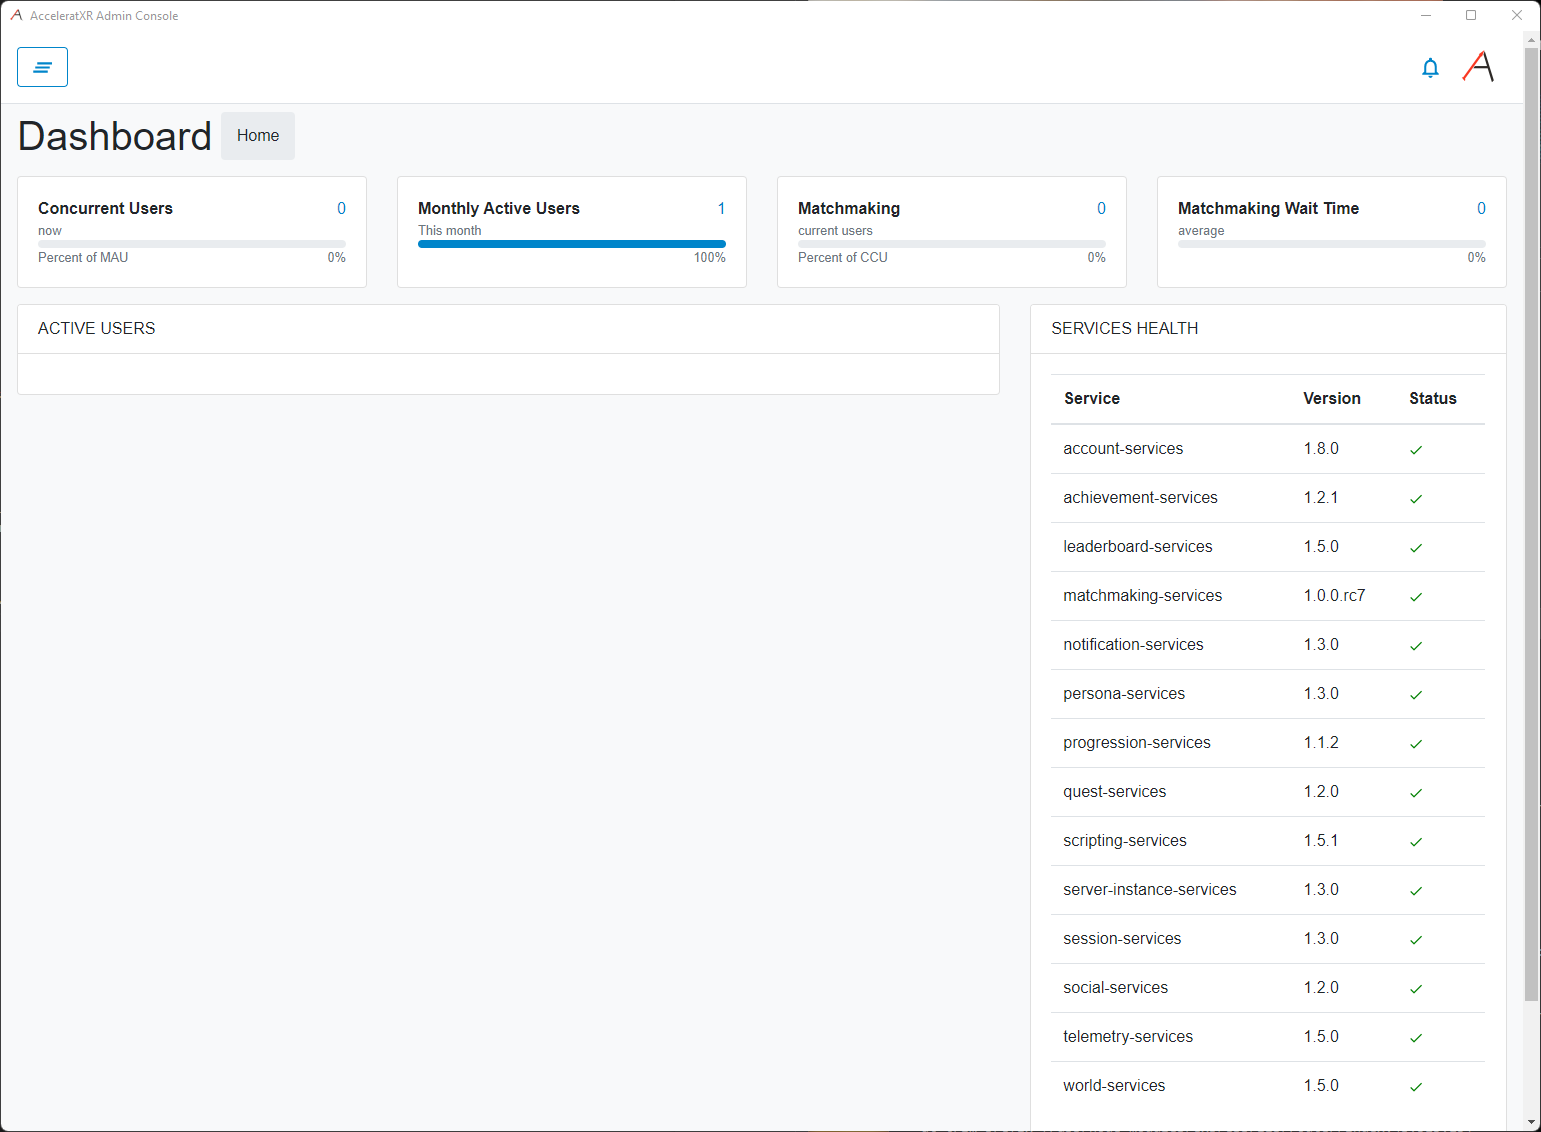 AcceleratXR Admin Console
Dashboard Home
Concurrent Users 0
now
Percent of MAU 0%
Monthly Active Users 1
This month
100%
Matchmaking 0
current users
Percent of CCU 0%
Matchmaking Wait Time 0
average
0%
ACTIVE USERS
SERVICES HEALTH
Service Version Status
account-services 1.8.0
achievement-services 1.2.1
leaderboard-services 1.5.0
matchmaking-services 1.0.0.rc7
notification-services 1.3.0
persona-services 1.3.0
progression-services 1.1.2
quest-services 1.2.0
scripting-services 1.5.1
server-instance-services 1.3.0
session-services 1.3.0
social-services 1.2.0
telemetry-services 1.5.0
world-services 1.5.0